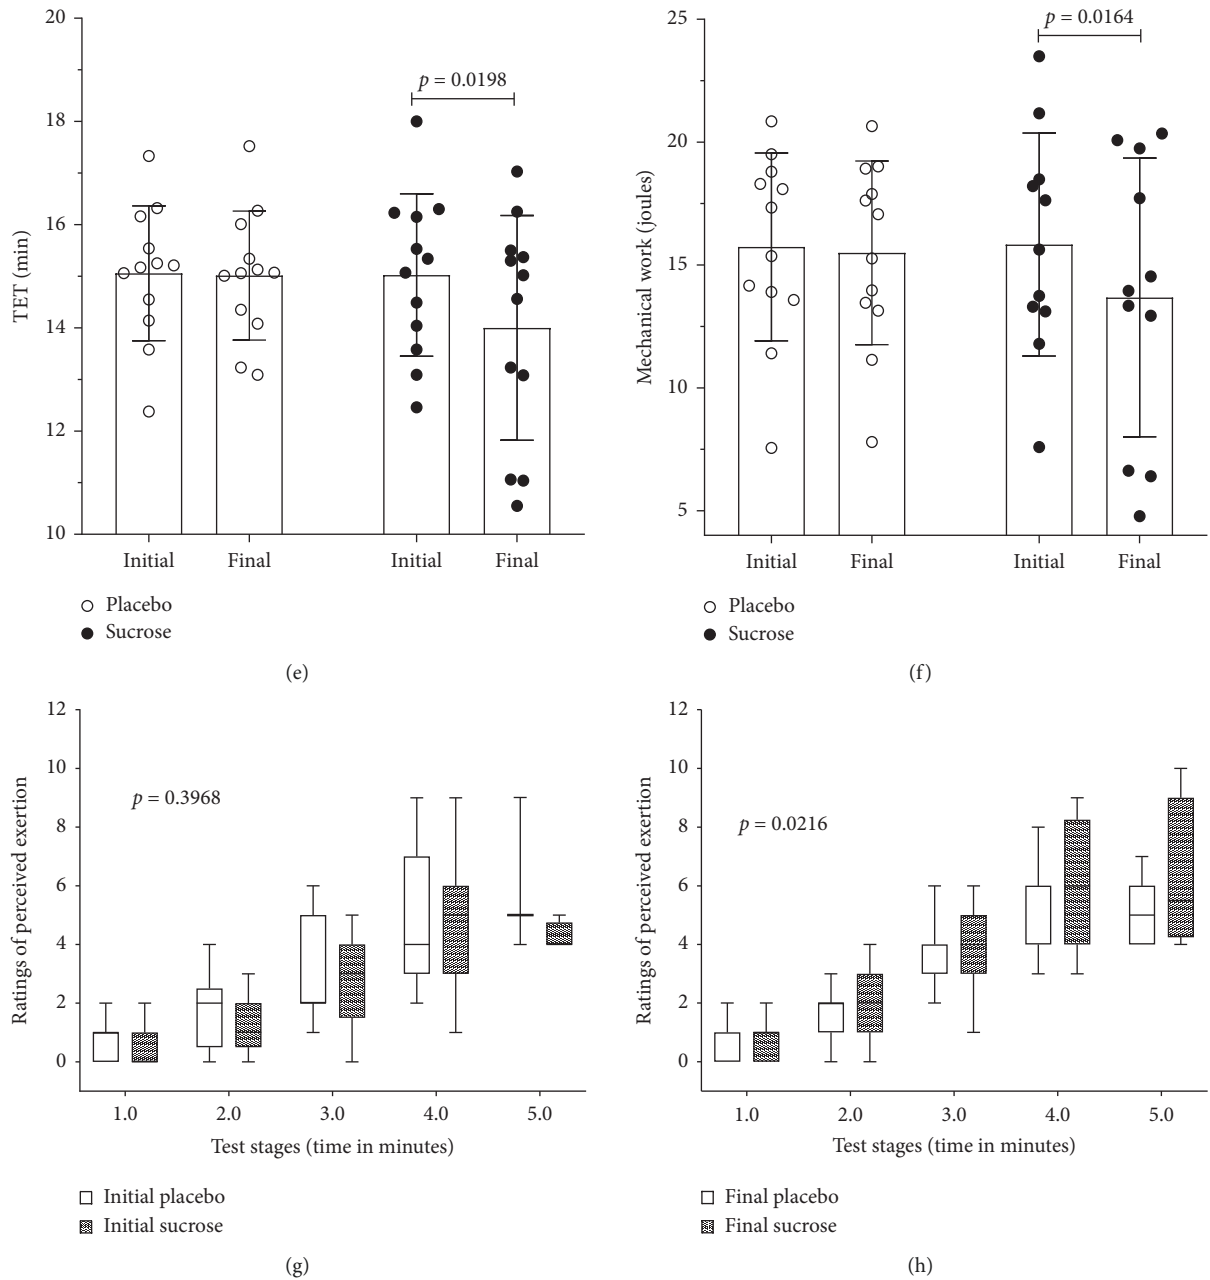 20
18
16
14
12
10
TET (min)
p = 0.0198
Initial
Final
Initial
Final
Placebo
Sucrose
(e)
25
20
15
10
5
Mechanical work (joules)
p = 0.0164
Initial
Final
Initial
Final
Placebo
Sucrose
(f)
12
10
8
6
4
2
0
Ratings of perceived exertion
p = 0.3968
1.0
2.0
3.0
4.0
5.0
Test stages (time in minutes)
Initial placebo
Initial sucrose
(g)
12
10
8
6
4
2
0
Ratings of perceived exertion
p = 0.0216
1.0
2.0
3.0
4.0
5.0
Test stages (time in minutes)
Final placebo
Final sucrose
(h)